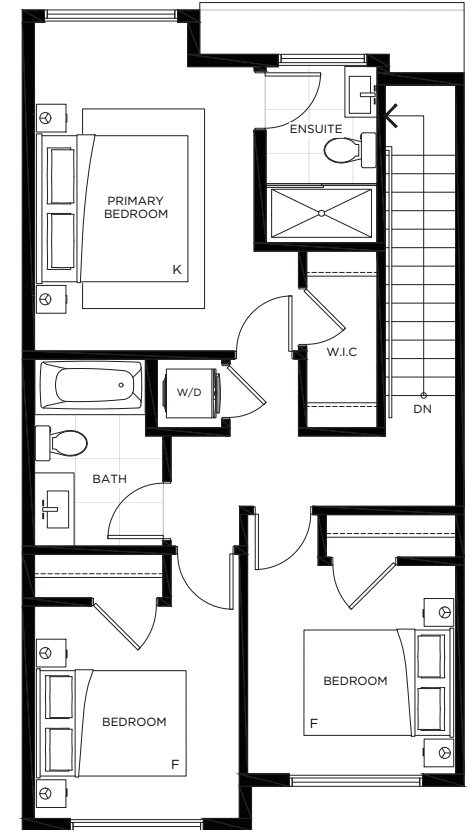 ENSUITE
PRIMARY
BEDROOM
K
W.I.C
W/D
DN
BATH
BEDROOM
F
BEDROOM
F